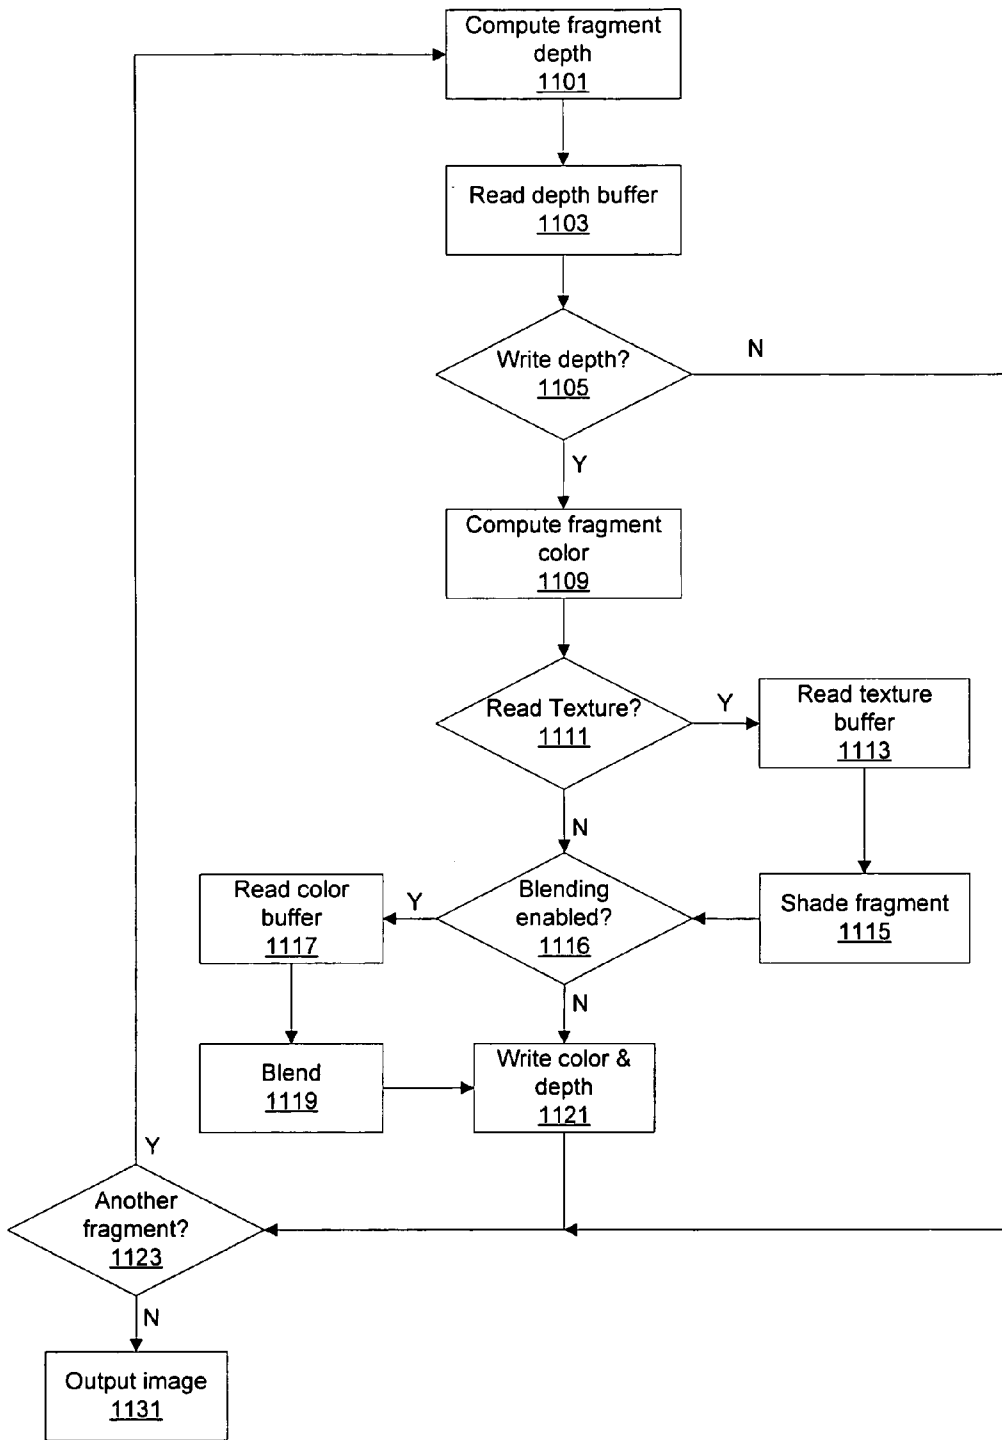 Compute fragment
depth
1101
Read depth buffer
1103
Write depth?
1105
N
Y
Compute fragment
color
1109
Read Texture?
1111
Y
Read texture
buffer
1113
N
Read color
buffer
1117
Y
Blending
enabled?
1116
Shade fragment
1115
N
Blend
1119
Write color &
depth
1121
Y
Another
fragment?
1123
N
Output image
1131